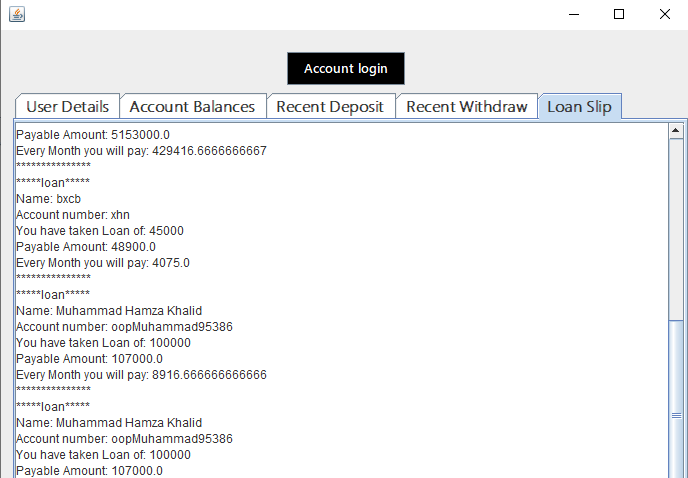 Account login
User Details Account Balances Recent Deposit Recent Withdraw Loan Slip
Payable Amount: 5153000.0
Every Month you will pay: 429416.6666666667
***************
*****loan*****
Name: bxcb
Account number: xhn
You have taken Loan of: 45000
Payable Amount: 48900.0
Every Month you will pay: 4075.0
***************
*****loan*****
Name: Muhammad Hamza Khalid
Account number: oopMuhammad95386
You have taken Loan of: 100000
Payable Amount: 107000.0
Every Month you will pay: 8916.666666666666
***************
*****loan*****
Name: Muhammad Hamza Khalid
Account number: oopMuhammad95386
You have taken Loan of: 100000
Payable Amount: 107000.0